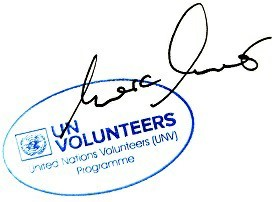 UN
VOLUNTEERS
United Nations Volunteers (UNV)
Programme